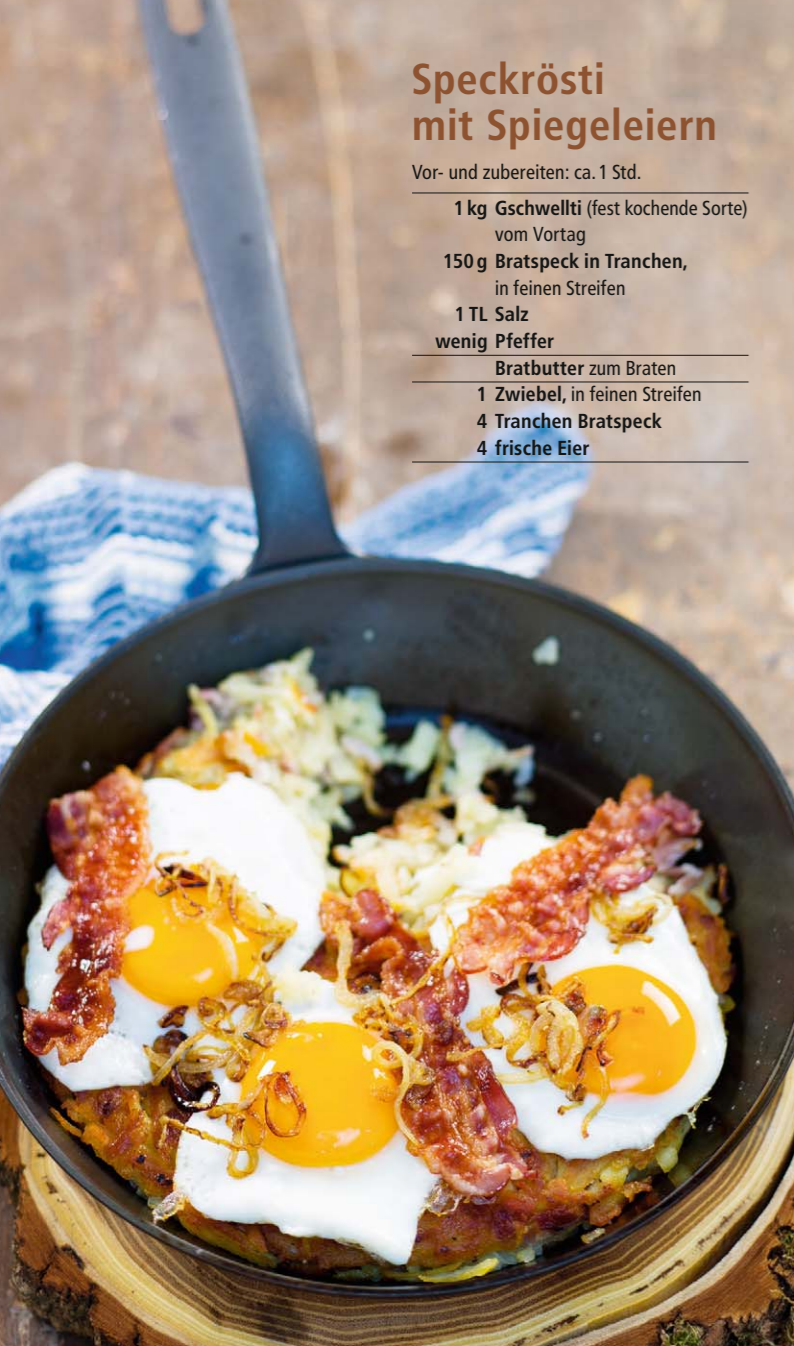 Speckrösti
mit Spiegeleiern
Vor- und zubereiten: ca. 1 Std.
1 kg Gschwellti (fest kochende Sorte)
vom Vortag
150 g Bratspeck in Tranchen,
in feinen Streifen
1 TL Salz
wenig Pfeffer
Bratbutter zum Braten
1 Zwiebel, in feinen Streifen
4 Tranchen Bratspeck
4 frische Eier